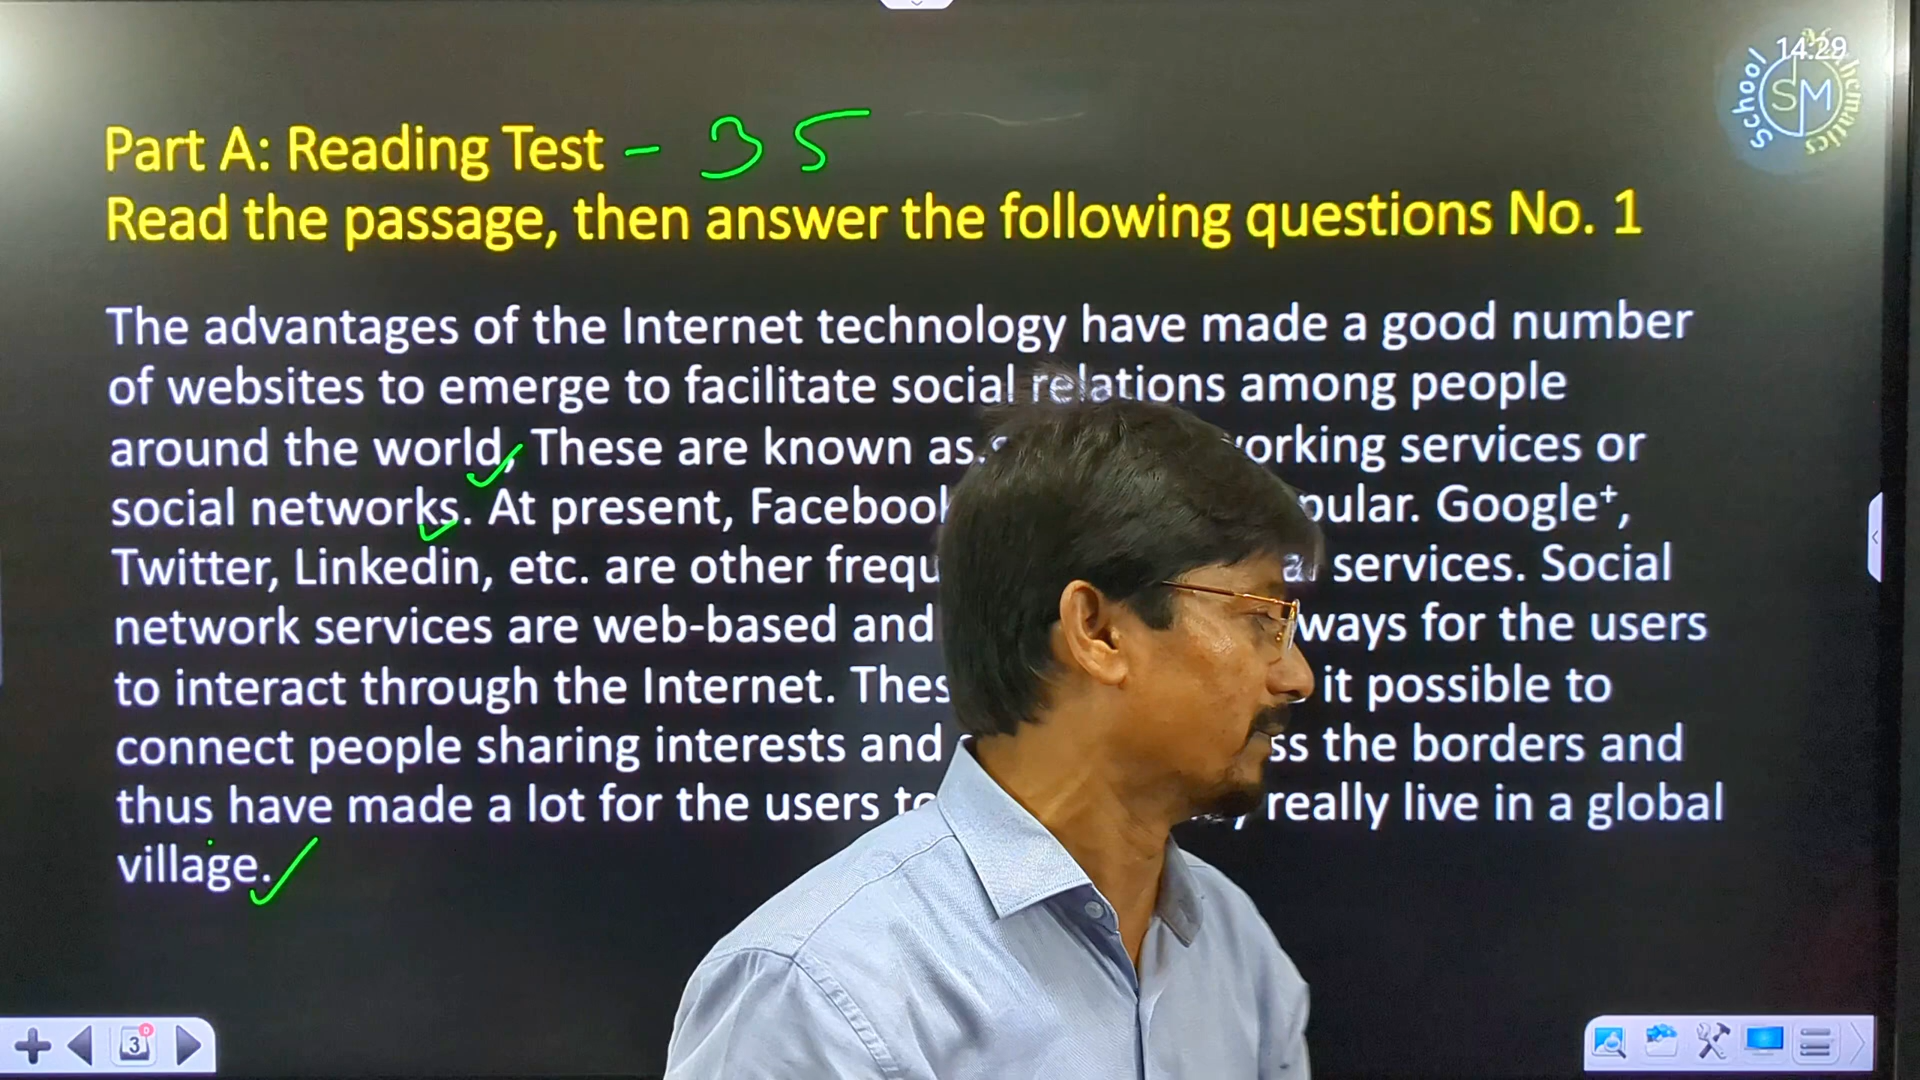 14:29
School Mathematics
SM
Part A: Reading Test - 35
Read the passage, then answer the following questions No. 1
The advantages of the Internet technology have made a good number
of websites to emerge to facilitate social relations among people
around the world, These are known as orking services or
social networks. At present, Facebook pular. Google+,
Twitter, Linkedin, etc. are other frequ services. Social
network services are web-based and ways for the users
to interact through the Internet. Thes it possible to
connect people sharing interests and ss the borders and
thus have made a lot for the users to really live in a global
village.
3